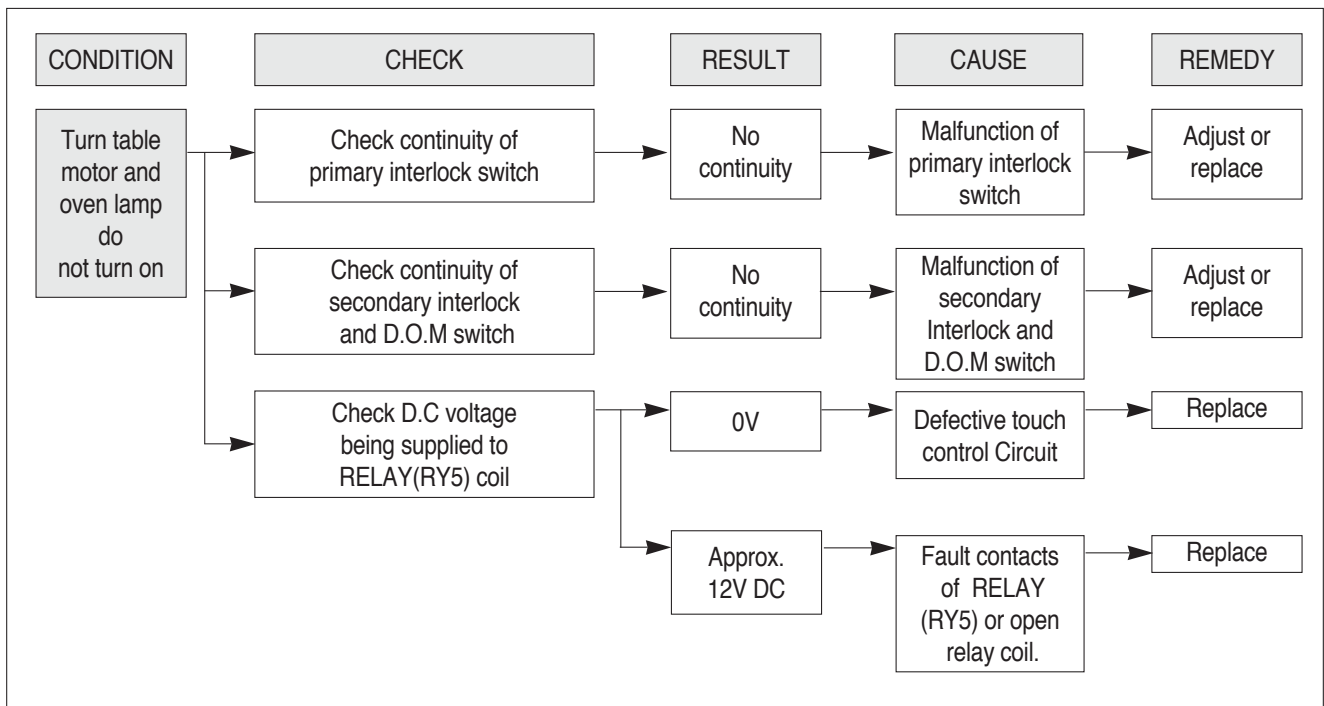 CONDITION
CHECK
RESULT
CAUSE
REMEDY
Turn table
motor and
oven lamp
do
not turn on
Check continuity of
primary interlock switch
No
continuity
Malfunction of
primary interlock
switch
Adjust or
replace
Check continuity of
secondary interlock
and D.O.M switch
No
continuity
Malfunction of
secondary
Interlock and
D.O.M switch
Adjust or
replace
Check D.C voltage
being supplied to
RELAY(RY5) coil
0V
Defective touch
control Circuit
Replace
Approx.
12V DC
Fault contacts
of RELAY
(RY5) or open
relay coil.
Replace